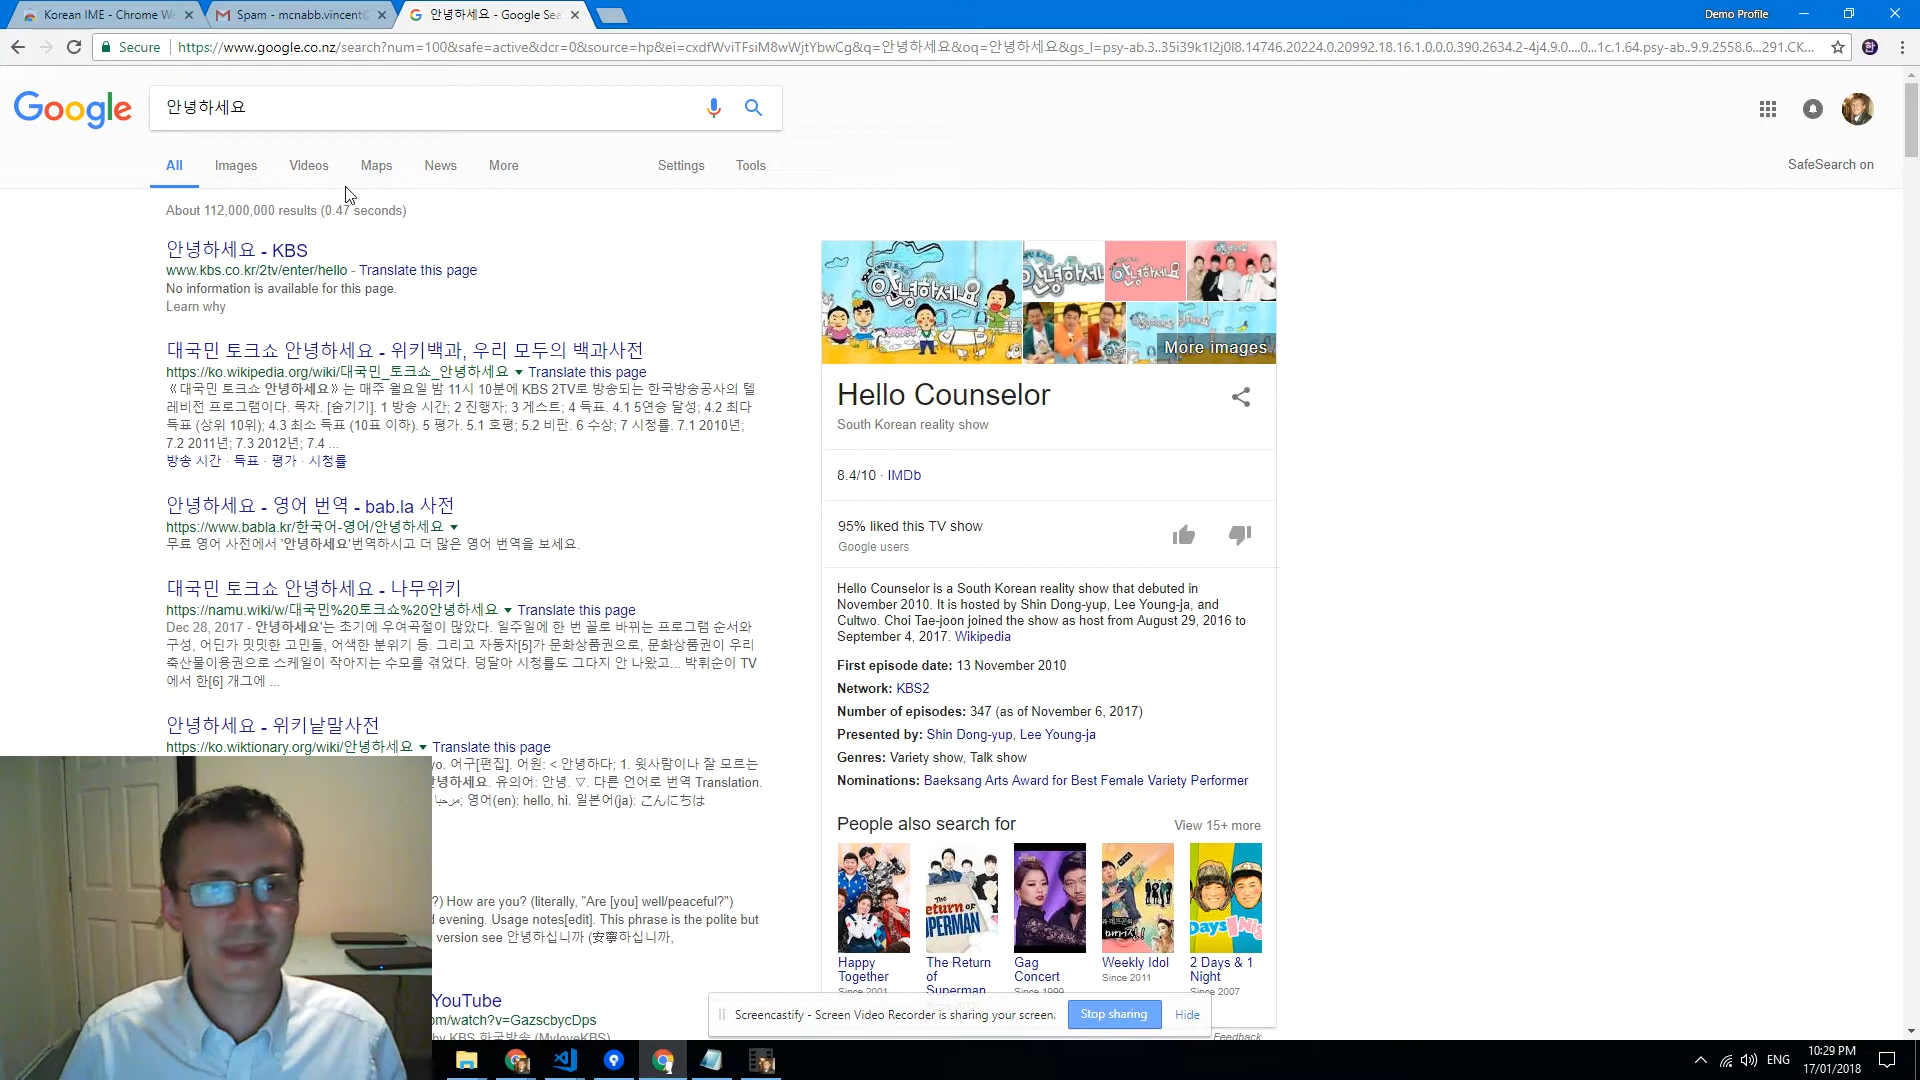 Korean IME - Chrome We
Spam - mcnabb.vincent@
안녕하세요 - Google Sea
Demo Profile
Secure
https://www.google.co.nz/search?num=100&safe=active&dcr=0&source=hp&ei=cxdfWviTFsiM8wWjtYbwCg&q=안녕하세요&oq=안녕하세요&gs_l=psy-ab.3..35i39k1l2j0l8.14746.20224.0.20992.18.16.1.0.0.0.390.2634.2-4j4.9.0....0...1c.1.64.psy-ab..9.9.2558.6...291.CK...
한
Google
안녕하세요
All
Images
Videos
Maps
News
More
Settings
Tools
SafeSearch on
About 112,000,000 results (0.47 seconds)
안녕하세요 - KBS
www.kbs.co.kr/2tv/enter/hello - Translate this page
No information is available for this page.
Learn why
대국민 토크쇼 안녕하세요 - 위키백과, 우리 모두의 백과사전
https://ko.wikipedia.org/wiki/대국민_토크쇼_안녕하세요 Translate this page
《대국민 토크쇼 안녕하세요》는 매주 월요일 밤 11시 10분에 KBS 2TV로 방송되는 한국방송공사의 텔
레비전 프로그램이다. 목차. [숨기기]. 1 방송 시간; 2 진행자; 3 게스트; 4 득표. 4.1 5연승 달성; 4.2 최다
득표 (상위 10위); 4.3 최소 득표 (10표 이하). 5 평가. 5.1 호평; 5.2 비판. 6 수상; 7 시청률. 7.1 2010년;
7.2 2011년; 7.3 2012년; 7.4 ...
방송 시간 · 득표 · 평가 · 시청률
안녕하세요 - 영어 번역 - bab.la 사전
https://www.babla.kr/한국어-영어/안녕하세요
무료 영어 사전에서 '안녕하세요'번역하시고 더 많은 영어 번역을 보세요.
대국민 토크쇼 안녕하세요 - 나무위키
https://namu.wiki/w/대국민%20토크쇼%20안녕하세요 Translate this page
Dec 28, 2017 - 안녕하세요'는 초기에 우여곡절이 많았다. 일주일에 한 번 꼴로 바뀌는 프로그램 순서와
구성, 어딘가 밋밋한 고민들, 어색한 분위기 등. 그리고 자동차[5]가 문화상품권으로, 문화상품권이 우리
축산물이용권으로 스케일이 작아지는 수모를 겪었다. 덩달아 시청률도 그다지 안 나왔고... 박휘순이 TV
에서 한[6] 개그에 ...
안녕하세요 - 위키낱말사전
https://ko.wiktionary.org/wiki/안녕하세요 Translate this page
yo. 어구[편집]. 어원: < 안녕하다; 1. 윗사람이나 잘 모르는
녕하세요. 유의어: 안녕. ▽. 다른 언어로 번역 Translation.
مرحبا; 영어(en): hello, hi. 일본어(ja): こんにちは
?) How are you? (literally, "Are [you] well/peaceful?")
evening. Usage notes[edit]. This phrase is the polite but
version see 안녕하십니까 (安寧하십니까,
YouTube
om/watch?v=GazscbycDps
by KBS 한국방송 (MyloveKBS)
안녕하세요
안녕하세요
안녕하세요
More images
Hello Counselor
South Korean reality show
8.4/10 · IMDb
95% liked this TV show
Google users
Hello Counselor is a South Korean reality show that debuted in
November 2010. It is hosted by Shin Dong-yup, Lee Young-ja, and
Cultwo. Choi Tae-joon joined the show as host from August 29, 2016 to
September 4, 2017. Wikipedia
First episode date: 13 November 2010
Network: KBS2
Number of episodes: 347 (as of November 6, 2017)
Presented by: Shin Dong-yup, Lee Young-ja
Genres: Variety show, Talk show
Nominations: Baeksang Arts Award for Best Female Variety Performer
People also search for
View 15+ more
Happy
Together
Since 2001
The Return
of
Superman
Gag
Concert
Since 1999
Weekly Idol
Since 2011
2 Days & 1
Night
Since 2007
Feedback
Screencastify - Screen Video Recorder is sharing your screen.
Stop sharing
Hide
ENG
10:29 PM
17/01/2018